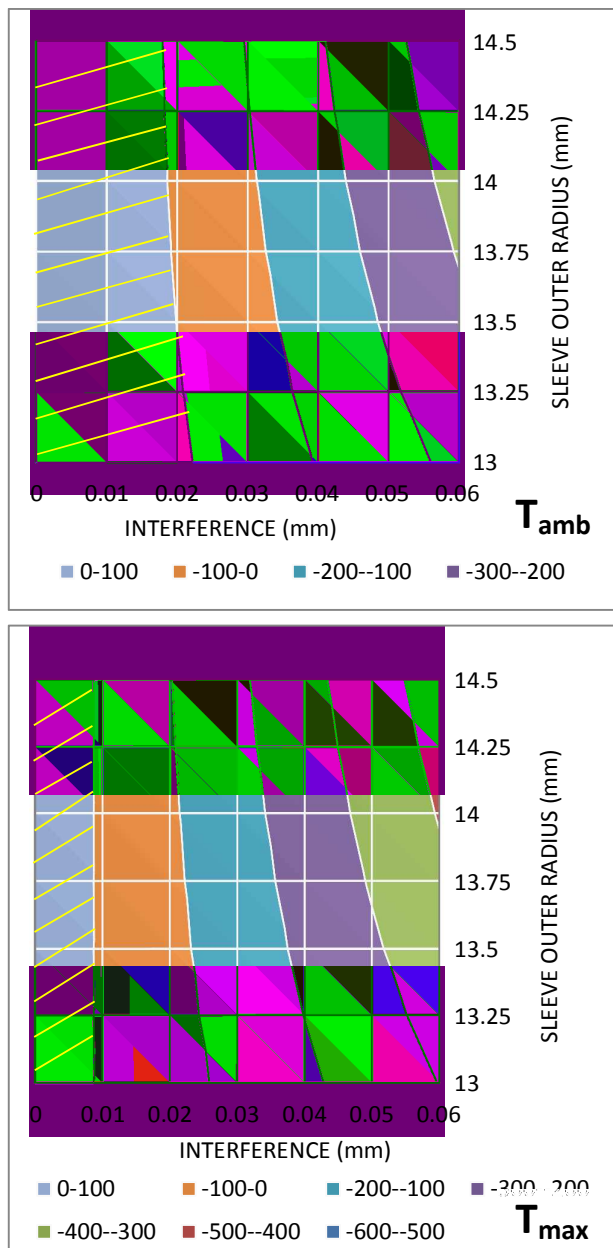 14.5
14.25
14
13.75
13.5
13.25
13
SLEEVE OUTER RADIUS (mm)
0 0.01 0.02 0.03 0.04 0.05 0.06
INTERFERENCE (mm)
Tamb
0-100 -100-0 -200--100 -300--200
14.5
14.25
14
13.75
13.5
13.25
13
SLEEVE OUTER RADIUS (mm)
0 0.01 0.02 0.03 0.04 0.05 0.06
INTERFERENCE (mm)
0-100 -100-0 -200--100 -300--200
-400--300 -500--400 -600--500
Tmax